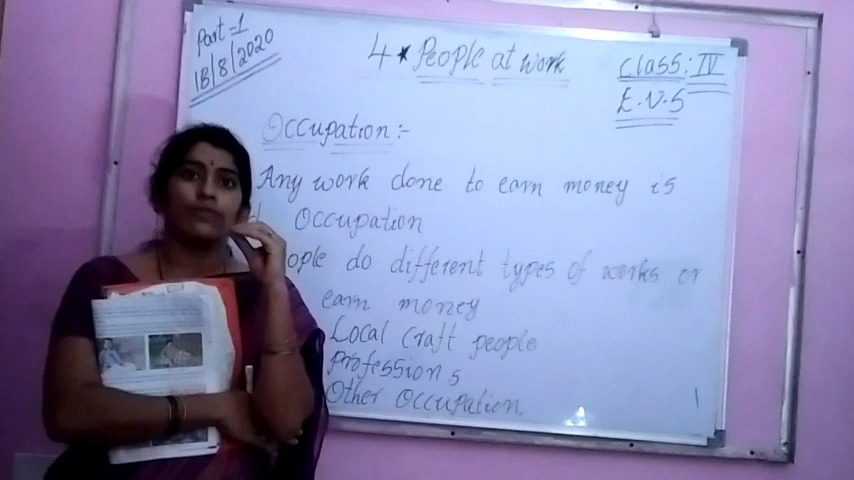 Part-1
18/8/2020
4 * People at work
Class: IV
E.V.S
Occupation:-
Any work done to earn money is
Occupation
ople do different types of works or
earn money
Local Craft people
Professions
Other Occupation